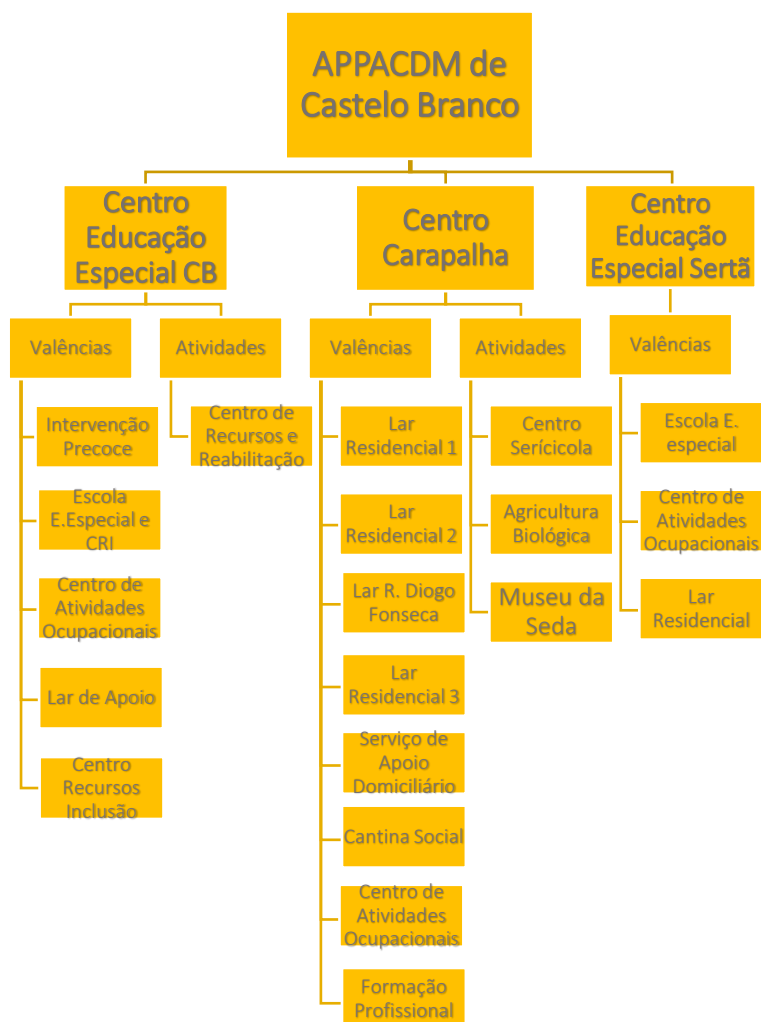 APPACDM de
Castelo Branco
Centro
Educação
Especial CB
Centro
Carapalha
Centro
Educação
Especial Sertã
Valências
Atividades
Valências
Atividades
Valências
Intervenção
Precoce
Escola
E.Especial e
CRI
Centro de
Atividades
Ocupacionais
Lar de Apoio
Centro
Recursos
Inclusão
Centro de
Recursos e
Reabilitação
Lar
Residencial 1
Lar
Residencial 2
Lar R. Diogo
Fonseca
Lar
Residencial 3
Serviço de
Apoio
Domiciliário
Cantina Social
Centro de
Atividades
Ocupacionais
Formação
Profissional
Centro
Serícicola
Agricultura
Biológica
Museu da
Seda
Escola E.
especial
Centro de
Atividades
Ocupacionais
Lar
Residencial